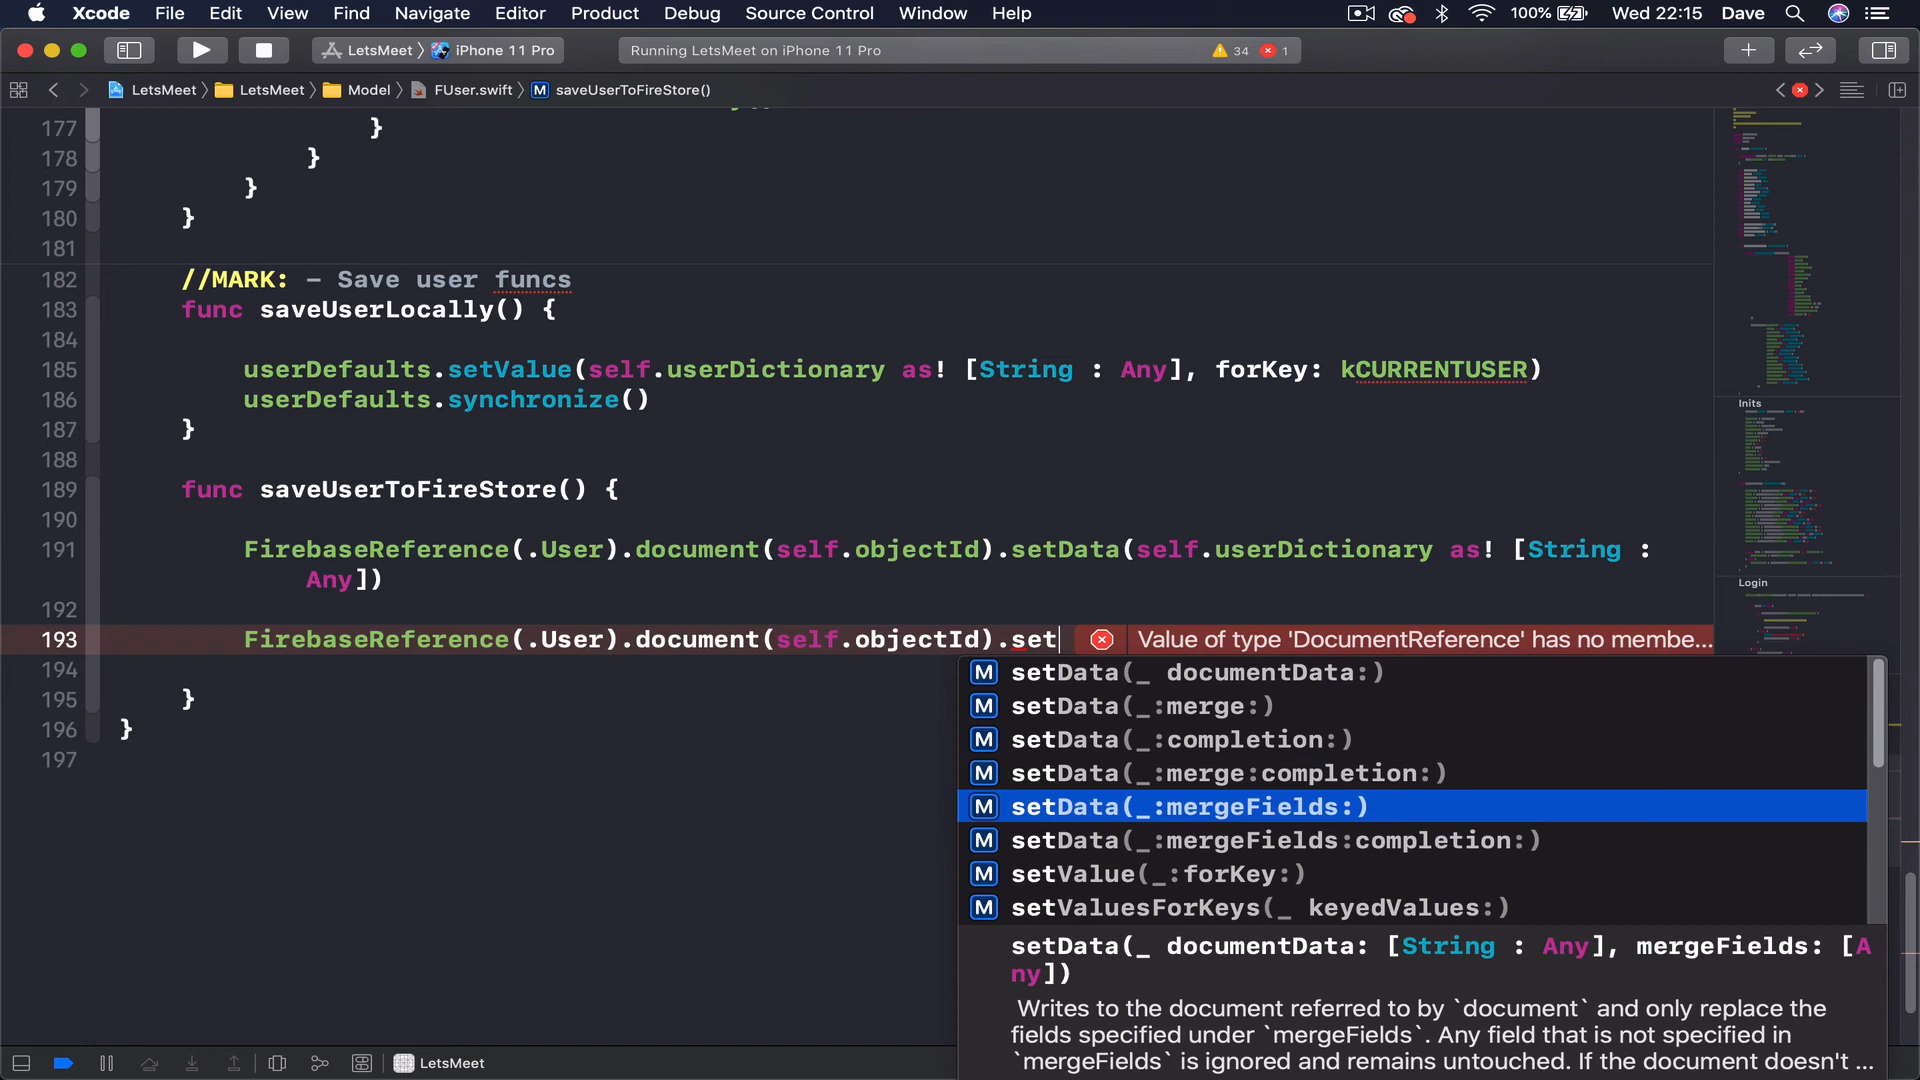 Xcode File Edit View Find Navigate Editor Product Debug Source Control Window Help 100% Wed 22:15 Dave
LetsMeet iPhone 11 Pro Running LetsMeet on iPhone 11 Pro 34 1
LetsMeet LetsMeet Model FUser.swift M saveUserToFireStore()
177 }
178 }
179 }
180 }
181
182 //MARK: - Save user funcs
183 func saveUserLocally() {
184
185 userDefaults.setValue(self.userDictionary as! [String : Any], forKey: kCURRENTUSER)
186 userDefaults.synchronize()
187 }
188
189 func saveUserToFireStore() {
190
191 FirebaseReference(.User).document(self.objectId).setData(self.userDictionary as! [String :
Any])
192
193 FirebaseReference(.User).document(self.objectId).set Value of type 'DocumentReference' has no membe...
194
195 }
196 }
197
M setData(_ documentData:)
M setData(_:merge:)
M setData(_:completion:)
M setData(_:merge:completion:)
M setData(_:mergeFields:)
M setData(_:mergeFields:completion:)
M setValue(_:forKey:)
M setValuesForKeys(_ keyedValues:)
setData(_ documentData: [String : Any], mergeFields: [A
ny])
Writes to the document referred to by `document` and only replace the
fields specified under `mergeFields`. Any field that is not specified in
`mergeFields` is ignored and remains untouched. If the document doesn't ...
Inits
Login
LetsMeet